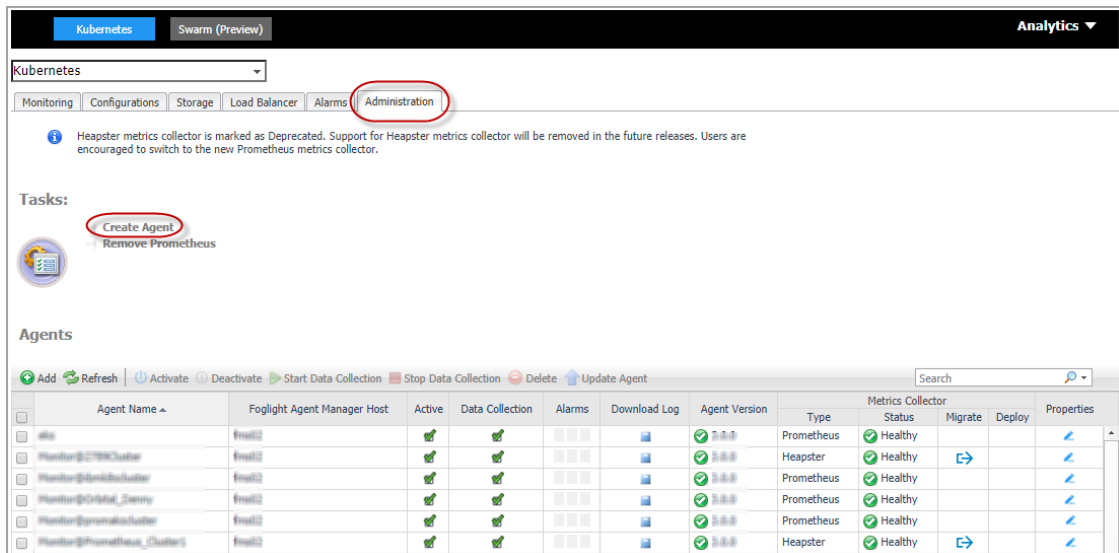 Kubernetes Swarm (Preview) Analytics ▼
Kubernetes
Monitoring Configurations Storage Load Balancer Alarms Administration
Heapster metrics collector is marked as Deprecated. Support for Heapster metrics collector will be removed in the future releases. Users are
encouraged to switch to the new Prometheus metrics collector.
Tasks:
Create Agent
Remove Prometheus
Agents
Add Refresh Activate Deactivate Start Data Collection Stop Data Collection Delete Update Agent Search
Agent Name Foglight Agent Manager Host Active Data Collection Alarms Download Log Agent Version Metrics Collector Properties
Type Status Migrate Deploy
Prometheus Healthy
Heapster Healthy
Prometheus Healthy
Prometheus Healthy
Prometheus Healthy
Heapster Healthy